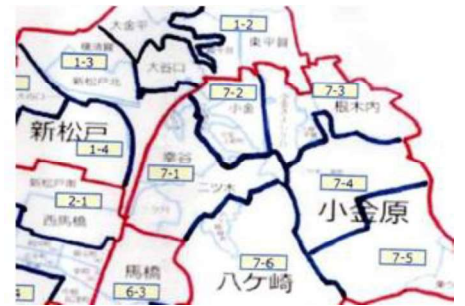 大金平
1-2
東平賀
横須賀
1-3
大谷口
新松戸北
7-2
7-3
小金
根木内
新松戸
1-4
幸谷
7-1
7-4
新松戸南
二ツ木
2-1
小金原
西馬橋
7-5
馬橋
7-6
6-3
八ケ崎